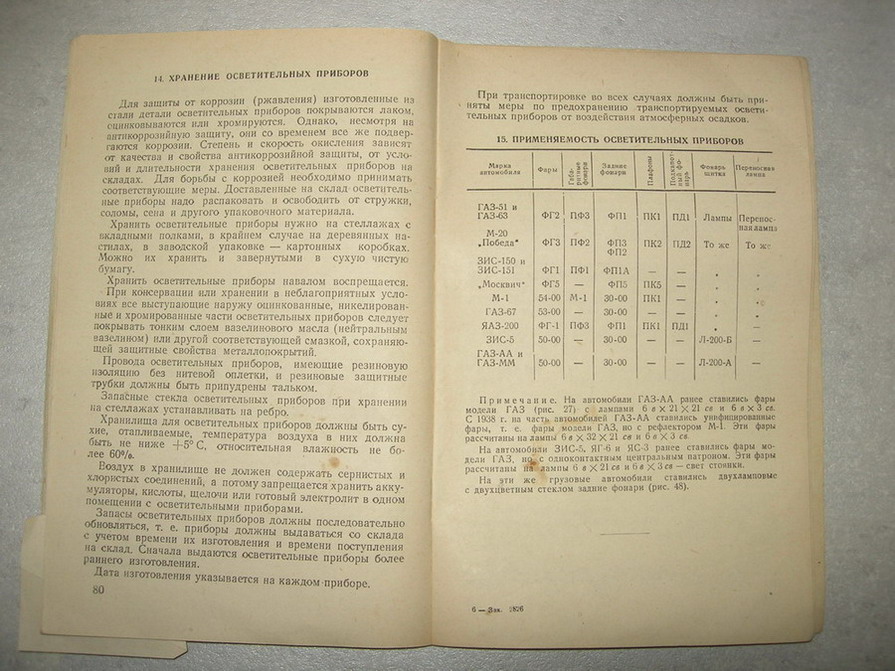 14. ХРАНЕНИЕ ОСВЕТИТЕЛЬНЫХ ПРИБОРОВ
Для защиты от коррозии (ржавления) изготовленные из
стали детали осветительных приборов покрываются лаком,
оцинковываются или хромируются. Однако, несмотря на
антикоррозийную защиту, они со временем все же подвер-
гаются коррозии. Степень и скорость окисления зависят
от качества и свойства антикоррозийной защиты, от усло-
вий и длительности хранения осветительных приборов на
складах. Для борьбы с коррозией необходимо принимать
соответствующие меры. Доставленные на склад осветитель-
ные приборы надо распаковать и освободить от стружки,
соломы, сена и другого упаковочного материала.
Хранить осветительные приборы нужно на стеллажах с
вкладными полками, в крайнем случае на деревянных на-
стилах, в заводской упаковке — картонных коробках.
Можно их хранить и завернутыми в сухую чистую
бумагу.
Хранить осветительные приборы навалом воспрещается.
При консервации или хранении в неблагоприятных усло-
виях все выступающие наружу оцинкованные, никелирован-
ные и хромированные части осветительных приборов следует
покрывать тонким слоем вазелинового масла (нейтральным
вазелином) или другой соответствующей смазкой, сохраняю-
щей защитные свойства металлопокрытий.
Провода осветительных приборов, имеющие резиновую
изоляцию без нитевой оплетки, и резиновые защитные
трубки должны быть припудрены тальком.
Запасные стекла осветительных приборов при хранении
на стеллажах устанавливать на ребро.
Хранилища для осветительных приборов должны быть су-
хие, отапливаемые, температура воздуха в них должна
быть не ниже +5° С, относительная влажность не бо-
лее 60%.
Воздух в хранилище не должен содержать сернистых и
хлористых соединений, а потому запрещается хранить акку-
муляторы, кислоты, щелочи или готовый электролит в одном
помещении с осветительными приборами.
Запасы осветительных приборов должны последовательно
обновляться, т. е. приборы должны выдаваться со склада
с учетом времени их изготовления и времени поступления
на склад. Сначала выдаются осветительные приборы более
раннего изготовления.
Дата изготовления указывается на каждом приборе.
80
При транспортировке во всех случаях должны быть при-
няты меры по предохранению транспортируемых освети-
тельных приборов от воздействия атмосферных осадков.
15. ПРИМЕНЯЕМОСТЬ ОСВЕТИТЕЛЬНЫХ ПРИБОРОВ
Марка автомобиля Фары Габаритные фонари Задние фонари Плафоны Подкапотный фонарь Фонарь щитка Переносная лампа
ГАЗ-51 и
ГАЗ-63 ФГ2 ПФ3 ФП1 ПК1 ПД1 Лампы Перенос-
ная лампа
М-20
„Победа“ ФГ3 ПФ2 ФП3 ПК2 ПД2 То же То же
ФП2
ЗИС-150 и
ЗИС-151 ФГ1 ПФ1 ФП1А — — „ „
„Москвич“ ФГ5 — ФП5 ПК5 — „ „
М-1 54-00 М-1 30-00 ПК1 — „ „
ГАЗ-67 53-00 — 30-00 — — „ „
ЯАЗ-200 ФГ-1 ПФ3 ФП1 ПК1 ПД1 „ —
ЗИС-5 50-00 — 30-00 — — Л-200-Б —
ГАЗ-АА и
ГАЗ-ММ 50-00 — 30-00 — — Л-200-А —
Примечание. На автомобили ГАЗ-АА ранее ставились фары
модели ГАЗ (рис. 27) с лампами 6 в × 21 × 21 св и 6 в × 3 св.
С 1938 г. на часть автомобилей ГАЗ-АА ставились унифицированные
фары, т. е. фары модели ГАЗ, но с рефлектором М-1. Эти фары
рассчитаны на лампы 6 в × 32 × 21 св и 6 в × 3 св.
На автомобили ЗИС-5, ЯГ-6 и ЯС-3 ранее ставились фары мо-
дели ГАЗ, но с одноконтактным центральным патроном. Эти фары
рассчитаны на лампы 6 в × 21 св и 6 в × 3 св — свет стоянки.
На эти же грузовые автомобили ставились двухламповые
с двухцветным стеклом задние фонари (рис. 48).
6 — Зак. 1826